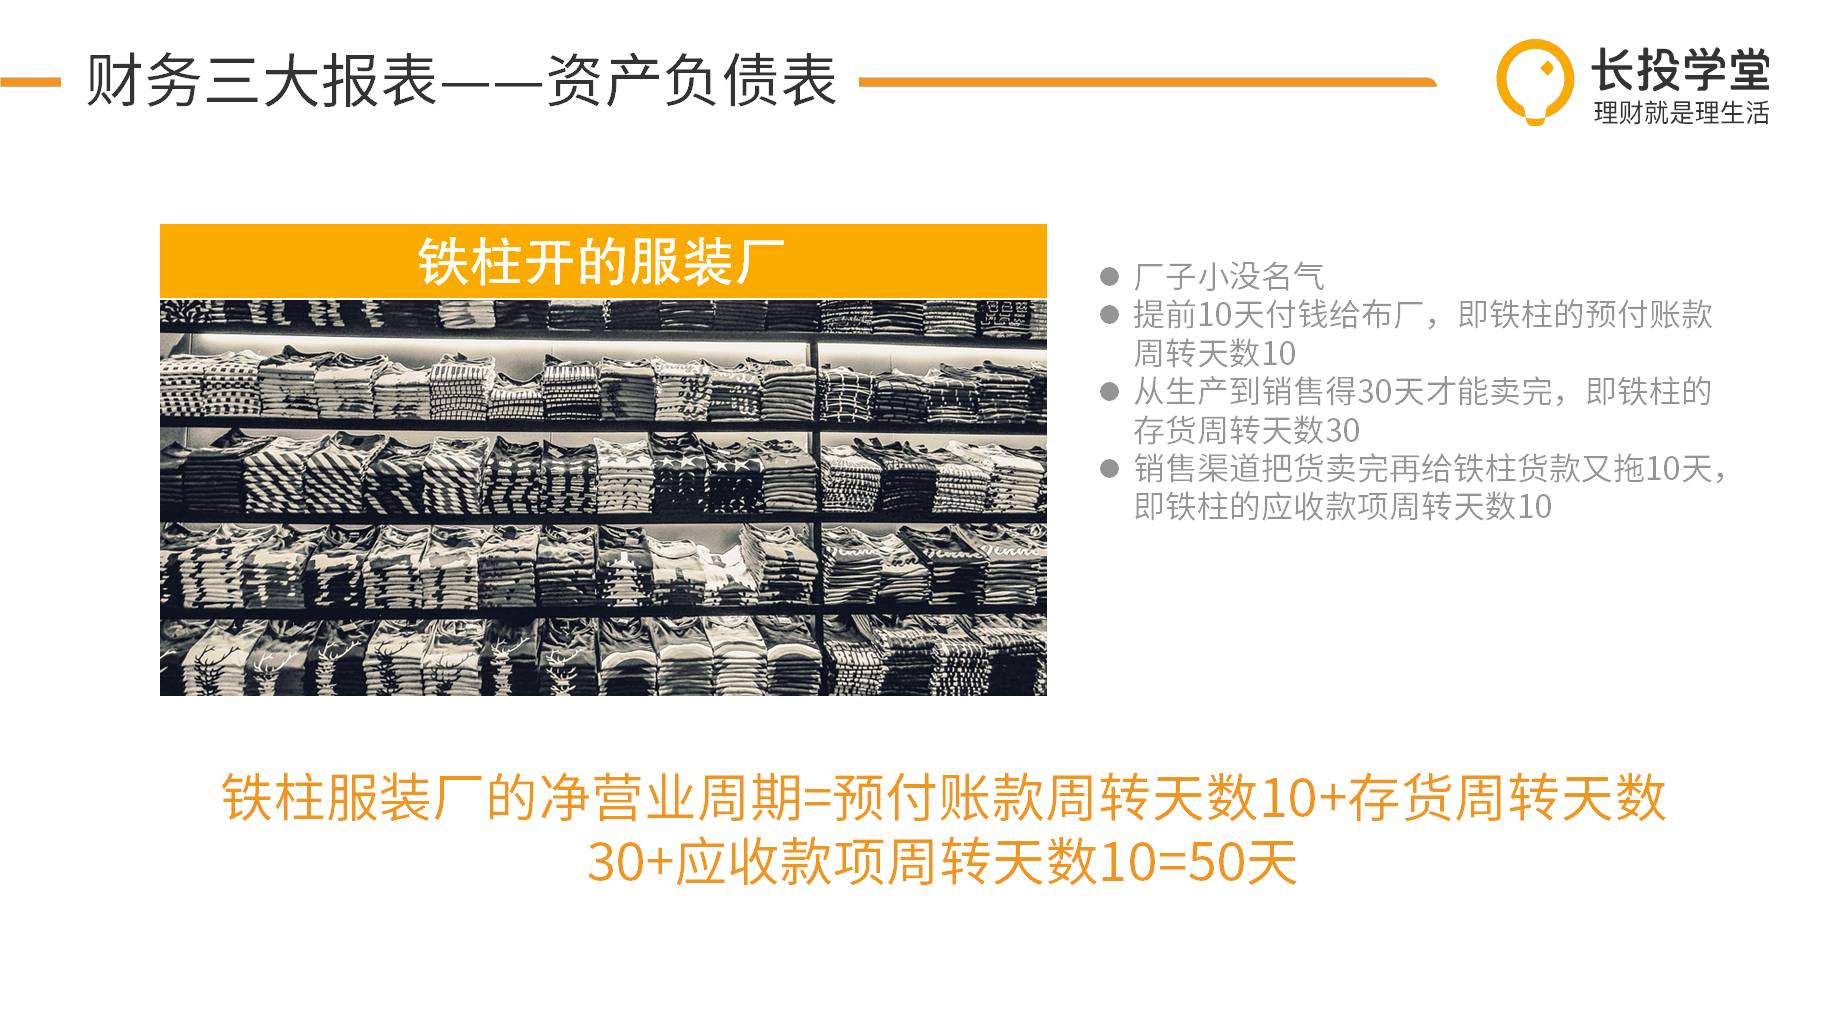 财务三大报表——资产负债表
长投学堂
理财就是理生活
铁柱开的服装厂
厂子小没名气
提前10天付钱给布厂，即铁柱的预付账款
周转天数10
从生产到销售得30天才能卖完，即铁柱的
存货周转天数30
销售渠道把货卖完再给铁柱货款又拖10天，
即铁柱的应收款项周转天数10
铁柱服装厂的净营业周期=预付账款周转天数10+存货周转天数
30+应收款项周转天数10=50天